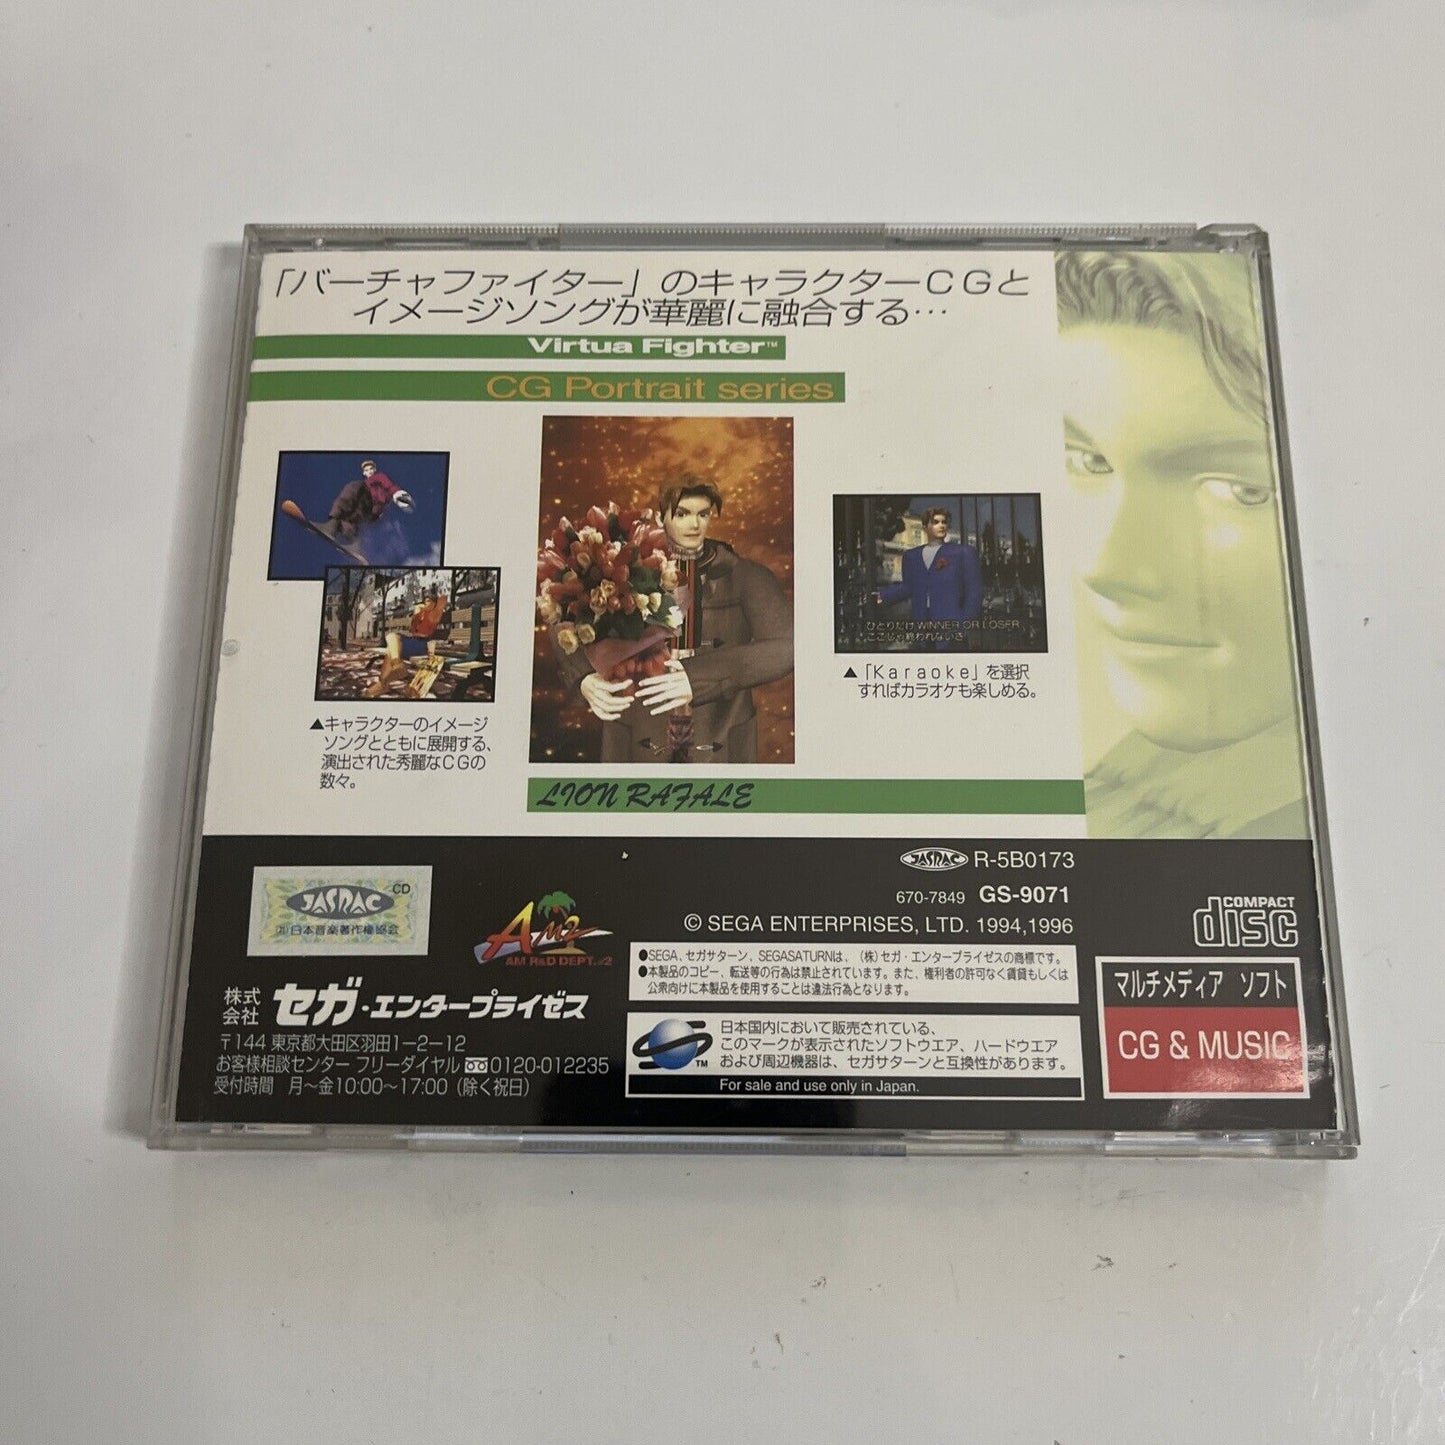 「バーチャファイター」のキャラクターCGと
イメージソングが華麗に融合する…
Virtua Fighter™
CG Portrait series
ひとりだけ WINNER OR LOSER
ここじゃ終われないさ
▲「Karaoke」を選択
すればカラオケも楽しめる。
▲キャラクターのイメージ
ソングとともに展開する、
演出された秀麗なCGの
数々。
LION RAFALE
JASRAC R-5B0173
670-7849 GS-9071
© SEGA ENTERPRISES, LTD. 1994,1996
JASRAC CD
日本音楽著作権協会
AM2
AM R&D DEPT.#2
COMPACT
disc
●SEGA、セガサターン、SEGASATURNは、(株)セガ・エンタープライゼスの商標です。
●本製品のコピー、転送等の行為は禁止されています。また、権利者の許可なく賃貸もしくは
公衆向けに本製品を使用することは違法行為となります。
株式会社 セガ・エンタープライゼス
〒144 東京都大田区羽田1-2-12
お客様相談センター フリーダイヤル 0120-012235
受付時間 月〜金10:00〜17:00(除く祝日)
日本国内において販売されている、
このマークが表示されたソフトウエア、ハードウエア
および周辺機器は、セガサターンと互換性があります。
TM
For sale and use only in Japan.
マルチメディア ソフト
CG & MUSIC